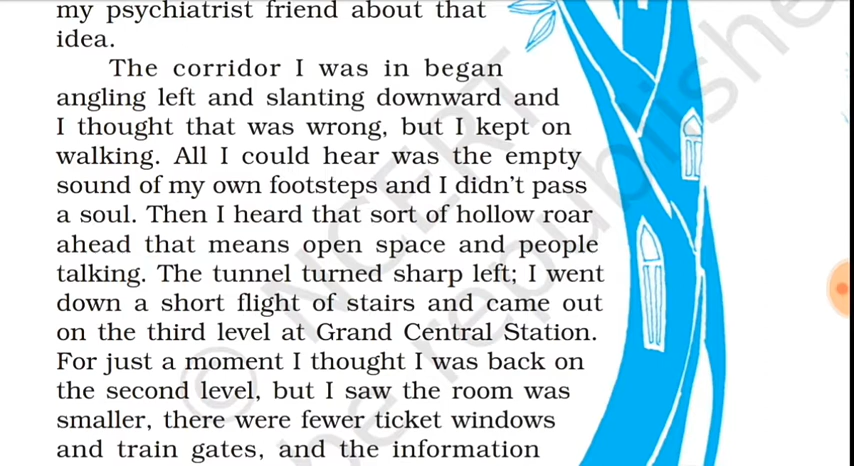 my psychiatrist friend about that
idea.
The corridor I was in began
angling left and slanting downward and
I thought that was wrong, but I kept on
walking. All I could hear was the empty
sound of my own footsteps and I didn't pass
a soul. Then I heard that sort of hollow roar
ahead that means open space and people
talking. The tunnel turned sharp left; I went
down a short flight of stairs and came out
on the third level at Grand Central Station.
For just a moment I thought I was back on
the second level, but I saw the room was
smaller, there were fewer ticket windows
and train gates, and the information
© NCERT
be republished